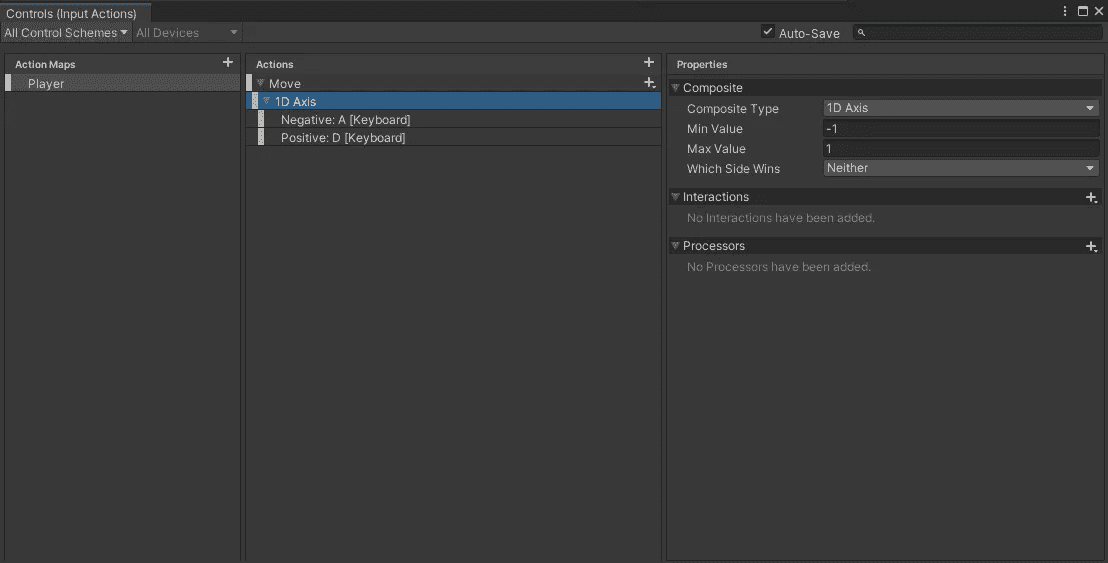 Controls (Input Actions)
All Control Schemes All Devices Auto-Save
Action Maps Actions Properties
Player Move Composite
1D Axis
Negative: A [Keyboard]
Positive: D [Keyboard]
Composite Type 1D Axis
Min Value -1
Max Value 1
Which Side Wins Neither
Interactions
No Interactions have been added.
Processors
No Processors have been added.